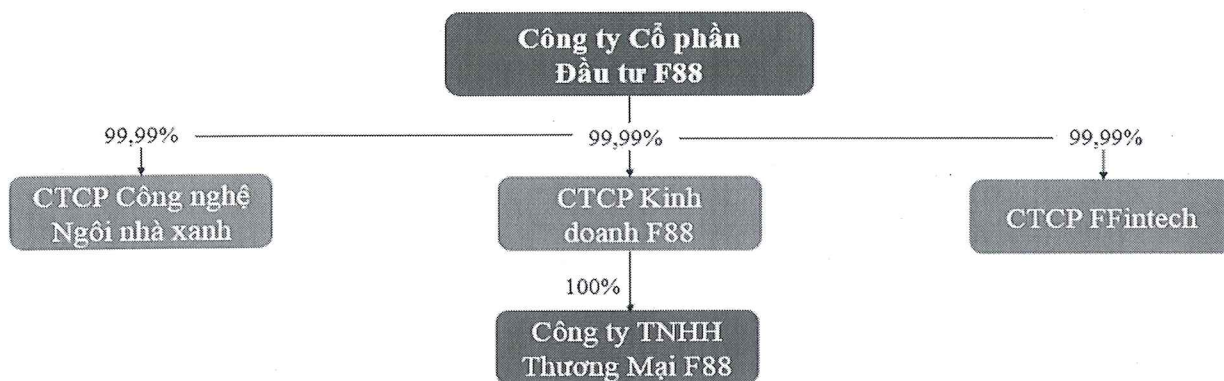 Công ty Cổ phần
Đầu tư F88
99,99%
99,99%
99,99%
CTCP Công nghệ
Ngôi nhà xanh
CTCP Kinh
doanh F88
CTCP FFintech
100%
Công ty TNHH
Thương Mại F88